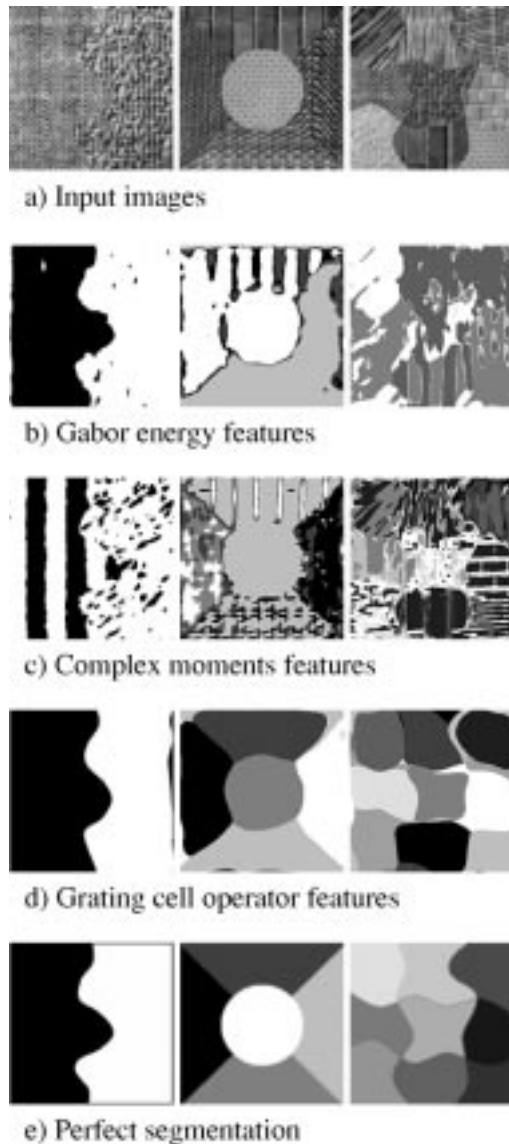 a) Input images
b) Gabor energy features
c) Complex moments features
d) Grating cell operator features
e) Perfect segmentation